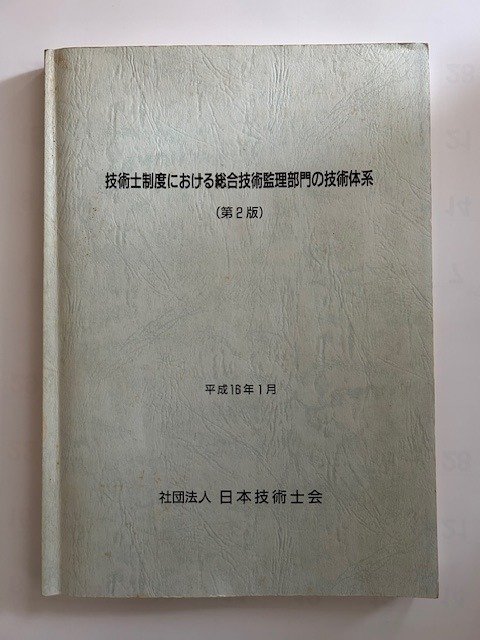 技術士制度における総合技術監理部門の技術体系
(第2版)
平成16年1月
社団法人 日本技術士会